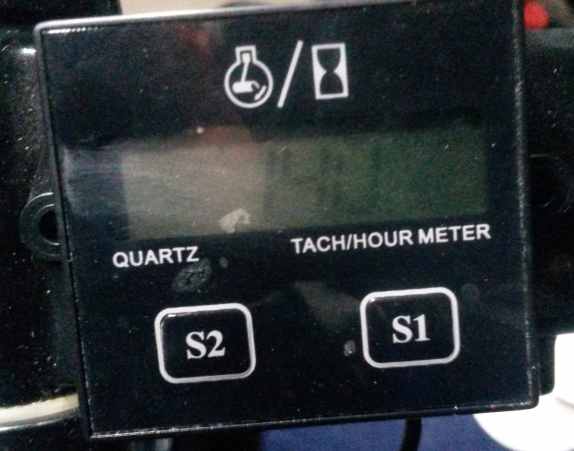 QUARTZ TACH/HOUR METER
S2 S1